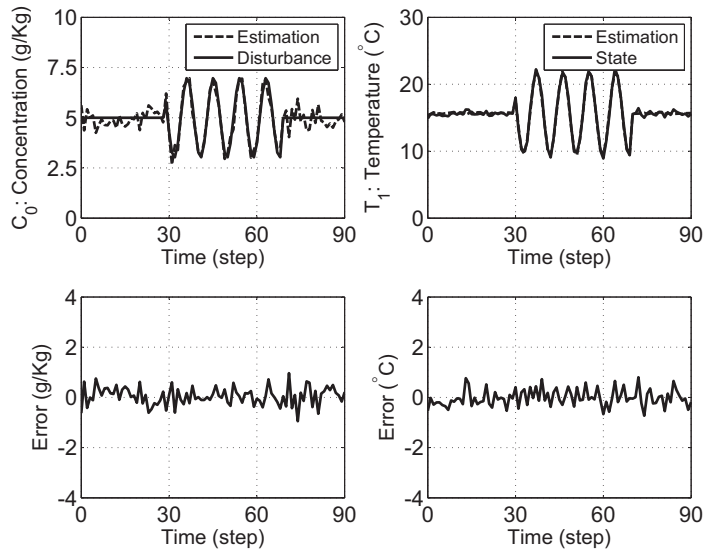 C0: Concentration (g/Kg)
10
7.5
5
2.5
0
Estimation
Disturbance
0 30 60 90
Time (step)
T1: Temperature (°C)
30
20
10
0
Estimation
State
0 30 60 90
Time (step)
Error (g/Kg)
4
2
0
-2
-4
0 30 60 90
Time (step)
Error (°C)
4
2
0
-2
-4
0 30 60 90
Time (step)